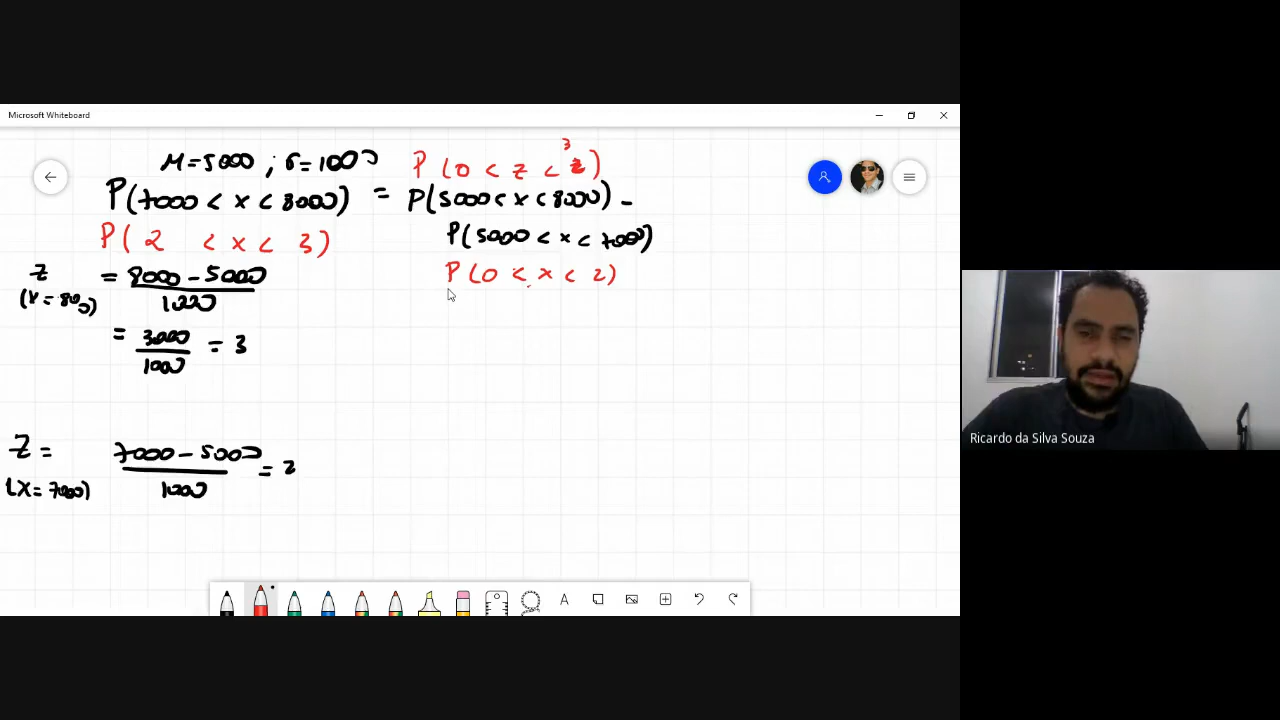 Microsoft Whiteboard
μ = 5000 ; σ = 1000
P (0 < z < 3)
P(7000 < x < 8000) = P(5000 < x < 8000) -
P(5000 < x < 7000)
P( 2 < x < 3)
P(0 < x < 2)
Z = 8000 - 5000
(x = 800) 1000
= 3000 = 3
1000
Z = 7000 - 5000 = 2
(x = 7000) 1000
A
Ricardo da Silva Souza